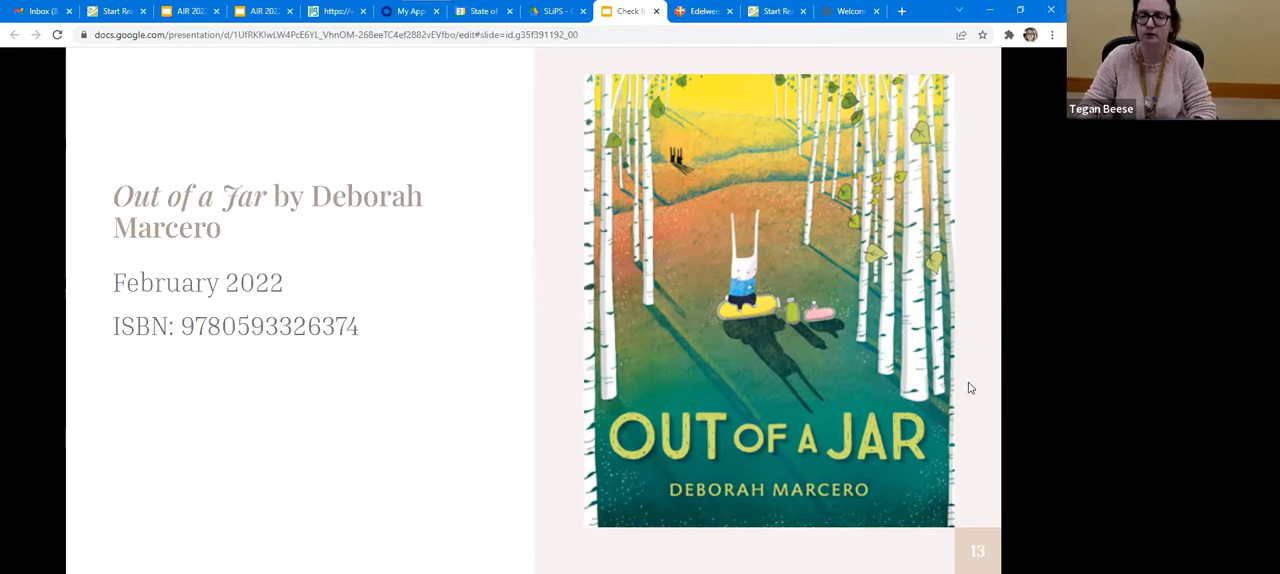 Inbox (
Start Re
AIR 202
AIR 202
https://
My App
State of
SLiPS - C
Check I
Edelwei
Start Re
Welcom
docs.google.com/presentation/d/1UfRKKlwLW4PcE6YL_VhnOM-268eeTC4ef2882vEVfbo/edit#slide=id.g35f391192_00
Tegan Beese
Out of a Jar by Deborah
Marcero
February 2022
ISBN: 9780593326374
OUT OF A JAR
DEBORAH MARCERO
13